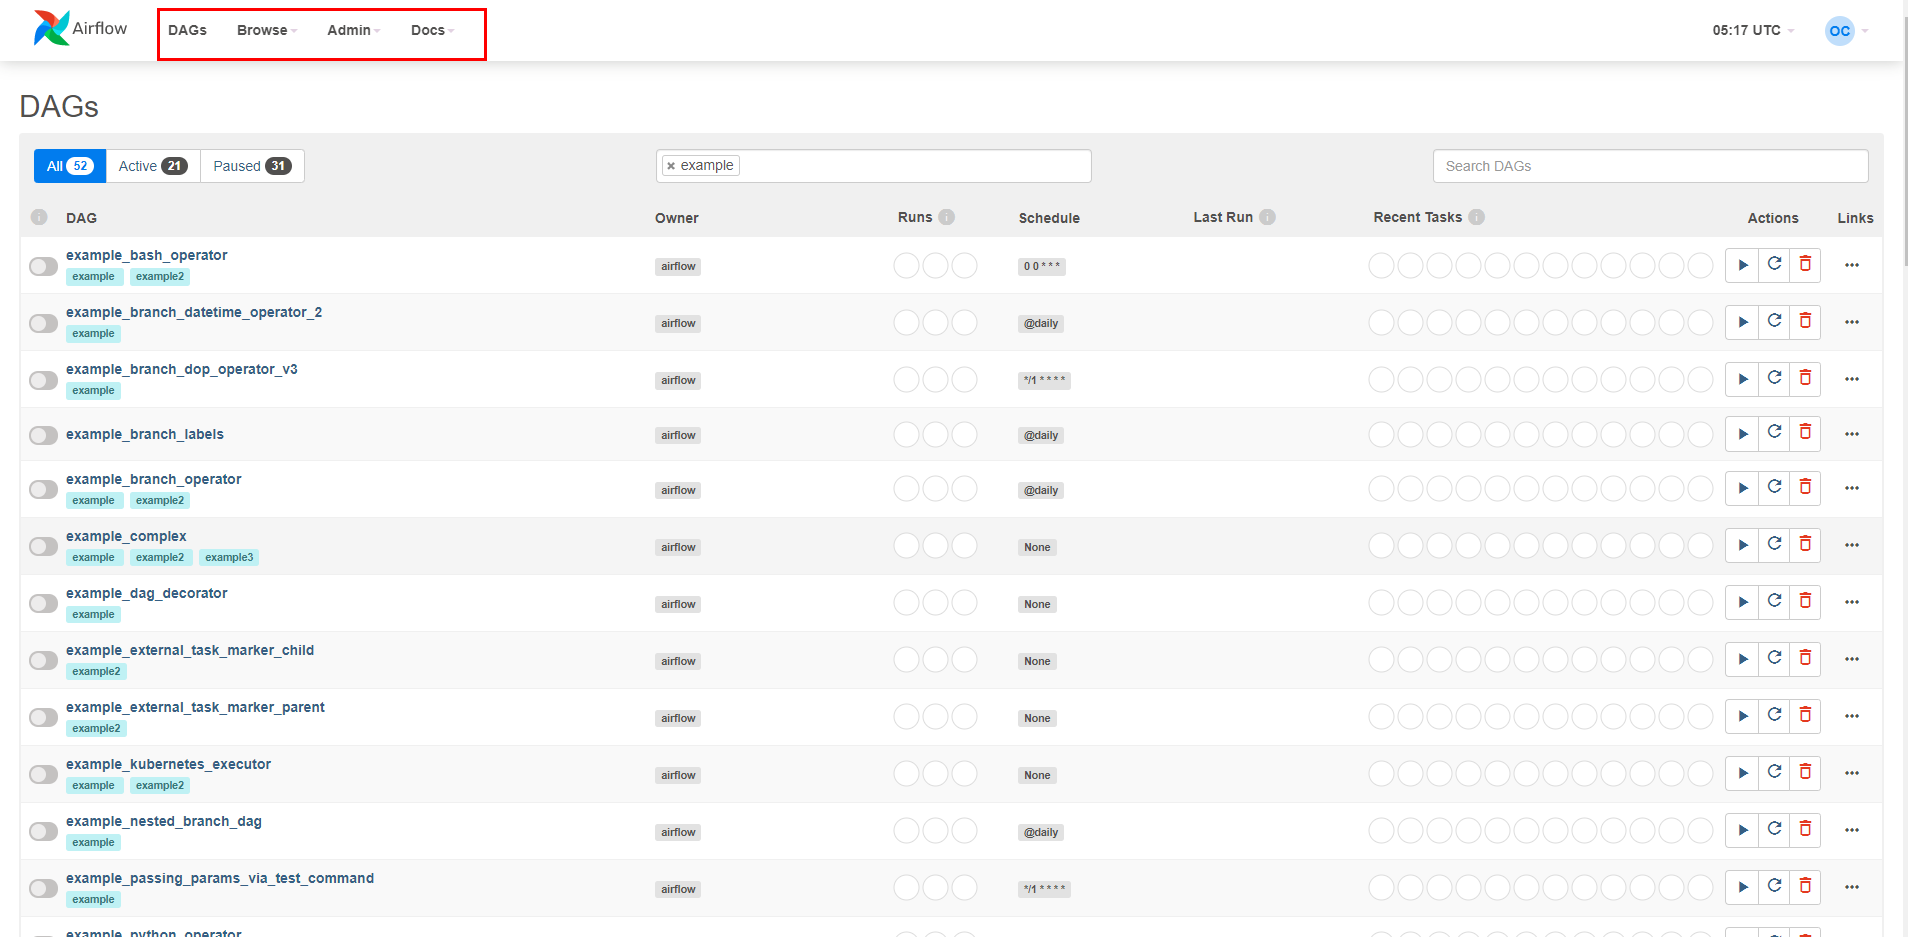 Airflow DAGs Browse Admin Docs 05:17 UTC OC
DAGs
All 52 Active 21 Paused 31 × example Search DAGs
i DAG Owner Runs i Schedule Last Run i Recent Tasks i Actions Links
example_bash_operator
example example2 airflow 0 0 * * *
example_branch_datetime_operator_2
example airflow @daily
example_branch_dop_operator_v3
example airflow */1 * * * *
example_branch_labels airflow @daily
example_branch_operator
example example2 airflow @daily
example_complex
example example2 example3 airflow None
example_dag_decorator
example airflow None
example_external_task_marker_child
example2 airflow None
example_external_task_marker_parent
example2 airflow None
example_kubernetes_executor
example example2 airflow None
example_nested_branch_dag
example airflow @daily
example_passing_params_via_test_command
example airflow */1 * * * *
example_python_operator